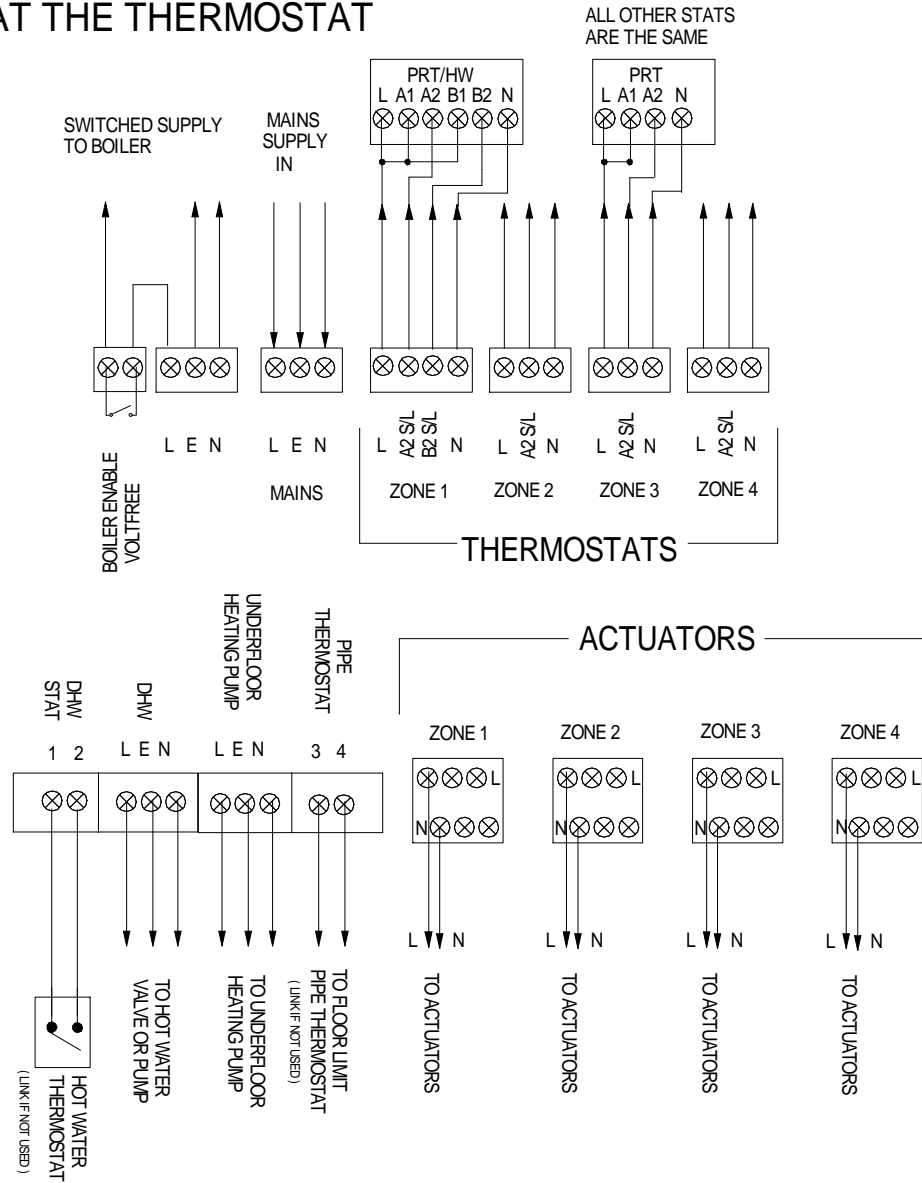 AT THE THERMOSTAT
ALL OTHER STATS
ARE THE SAME
PRT/HW
L A1 A2 B1 B2 N
PRT
L A1 A2 N
SWITCHED SUPPLY
TO BOILER
MAINS
SUPPLY
IN
BOILER ENABLE
VOLTFREE
L E N
L E N
MAINS
L
A2 S/L
B2 S/L
N
ZONE 1
L
A2 S/L
N
ZONE 2
L
A2 S/L
N
ZONE 3
L
A2 S/L
N
ZONE 4
THERMOSTATS
DHW
STAT
1 2
DHW
L E N
UNDERFLOOR
HEATING PUMP
L E N
PIPE
THERMOSTAT
3 4
ACTUATORS
ZONE 1
L
N
ZONE 2
L
N
ZONE 3
L
N
ZONE 4
L
N
HOT WATER
THERMOSTAT
( LINK IF NOT USED )
TO HOT WATER
VALVE OR PUMP
TO UNDERFLOOR
HEATING PUMP
TO FLOOR LIMIT
PIPE THERMOSTAT
( LINK IF NOT USED )
L N
TO ACTUATORS
L N
TO ACTUATORS
L N
TO ACTUATORS
L N
TO ACTUATORS